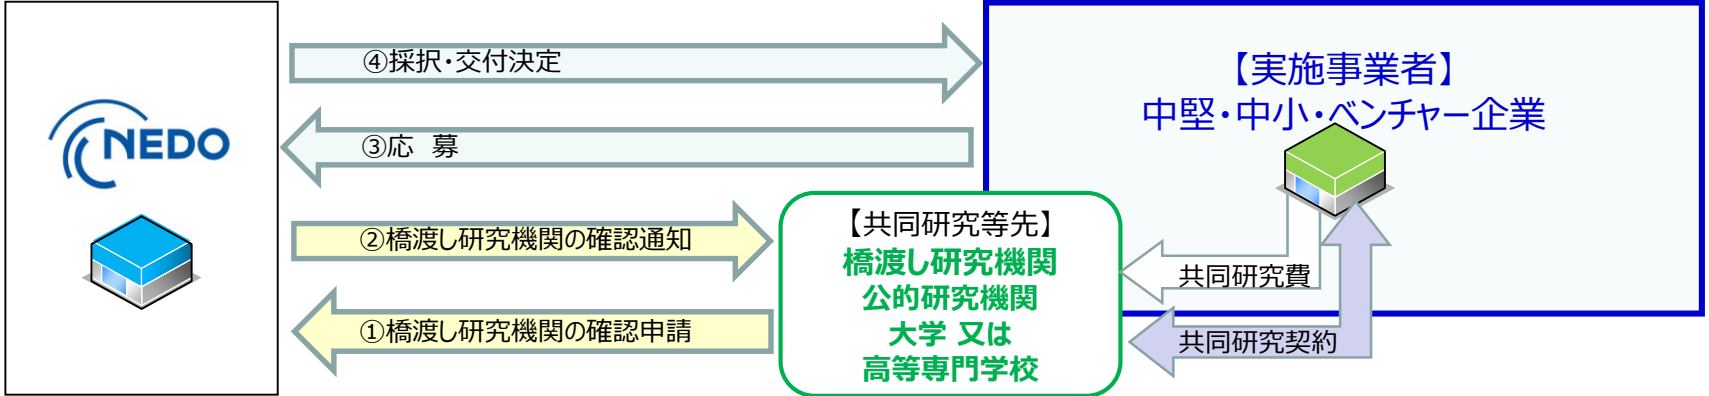 NEDO
④採択・交付決定
③応　募
②橋渡し研究機関の確認通知
①橋渡し研究機関の確認申請
【実施事業者】
中堅・中小・ベンチャー企業
【共同研究等先】
橋渡し研究機関
公的研究機関
大学 又は
高等専門学校
共同研究費
共同研究契約